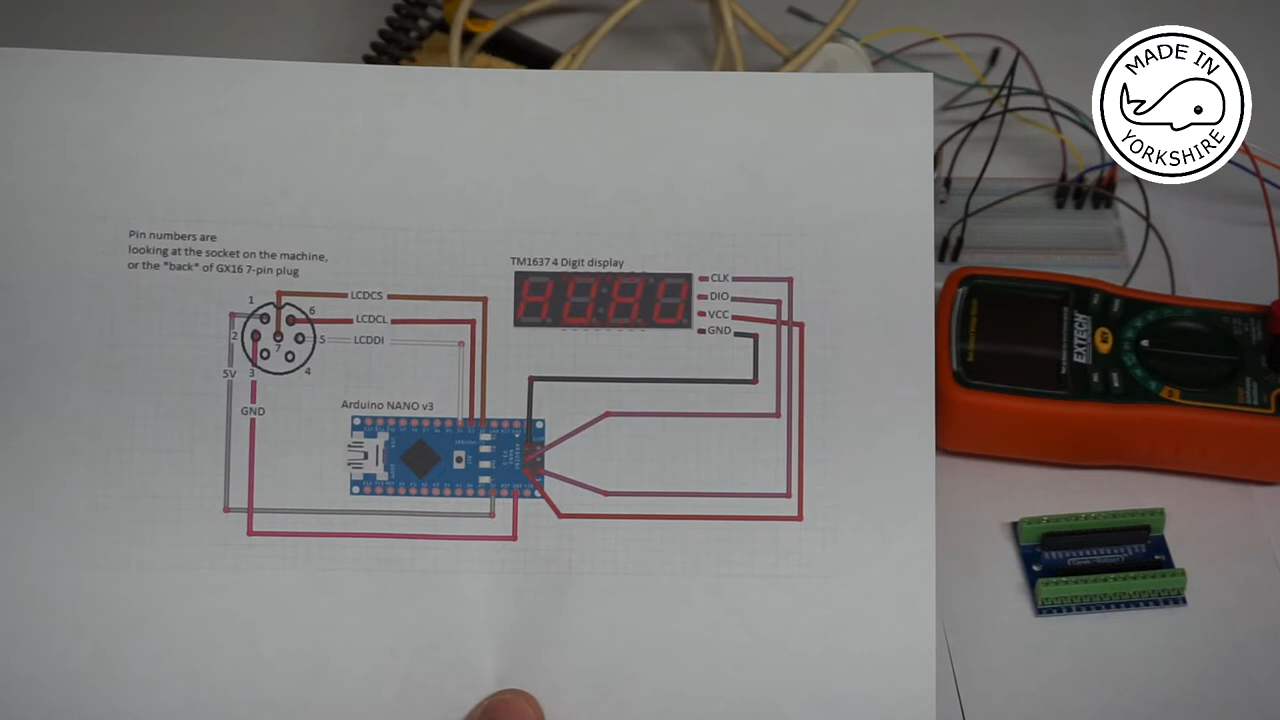 MADE IN
YORKSHIRE
Pin numbers are
looking at the socket on the machine,
or the *back* of GX16 7-pin plug
TM1637 4 Digit display
CLK
DIO
VCC
GND
LCDCS
LCDCL
LCDDI
1
6
2
5
7
3
4
5V
GND
Arduino NANO v3
EXTECH